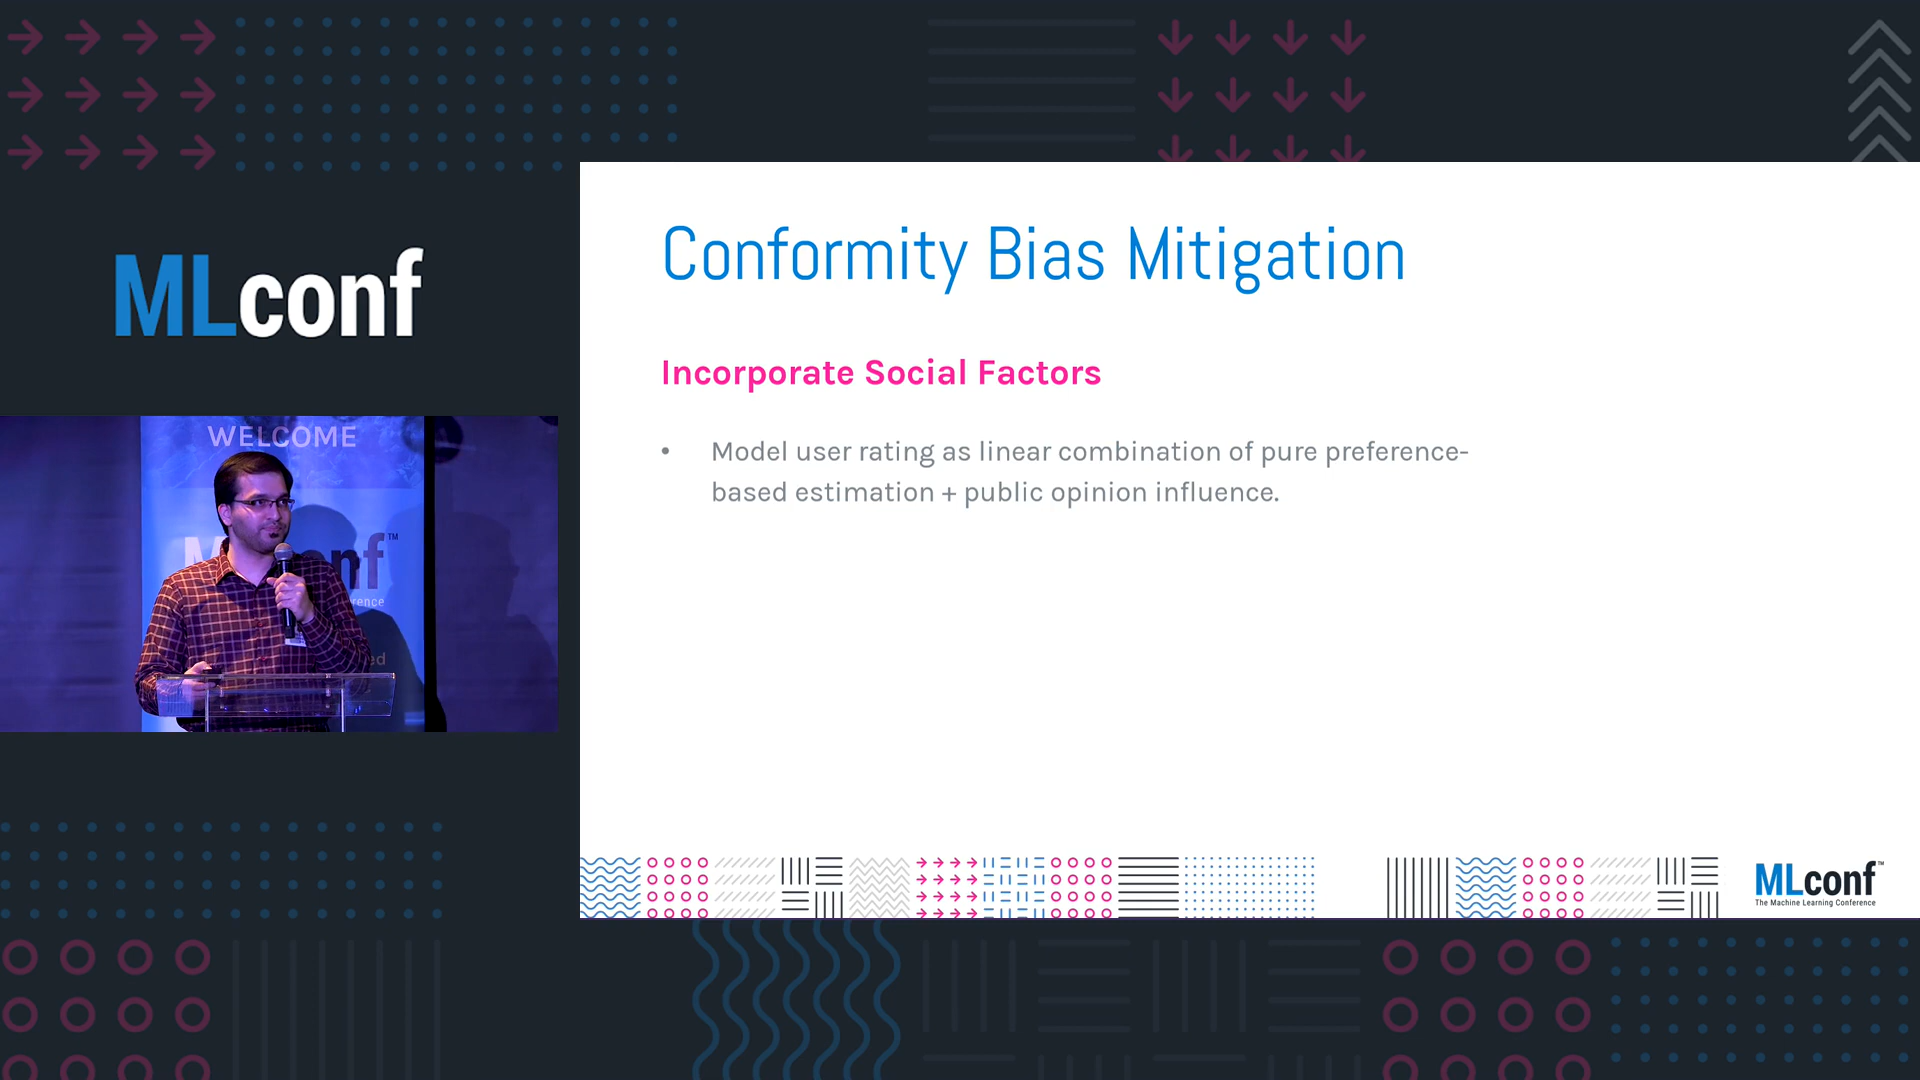 MLconf
WELCOME
Conformity Bias Mitigation
Incorporate Social Factors
• Model user rating as linear combination of pure preference-
based estimation + public opinion influence.
MLconf™
The Machine Learning Conference